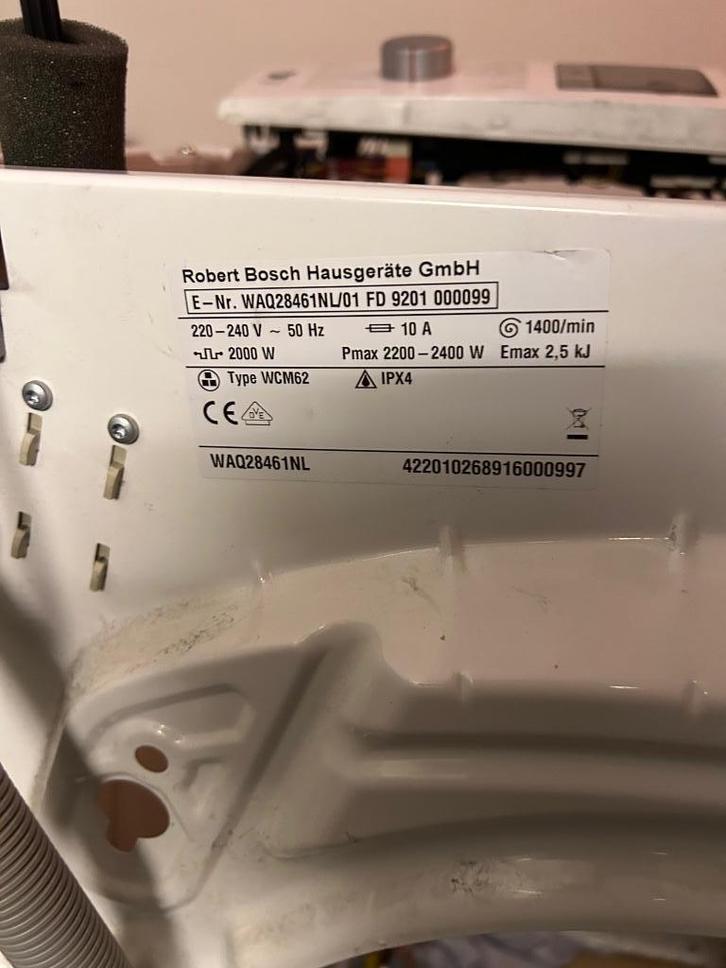 Robert Bosch Hausgeräte GmbH
E-Nr. WAQ28461NL/01 FD 9201 000099
220-240 V ~ 50 Hz 10 A 1400/min
2000 W Pmax 2200-2400 W Emax 2,5 kJ
Type WCM62 IPX4
CE DVE
WAQ28461NL 422010268916000997